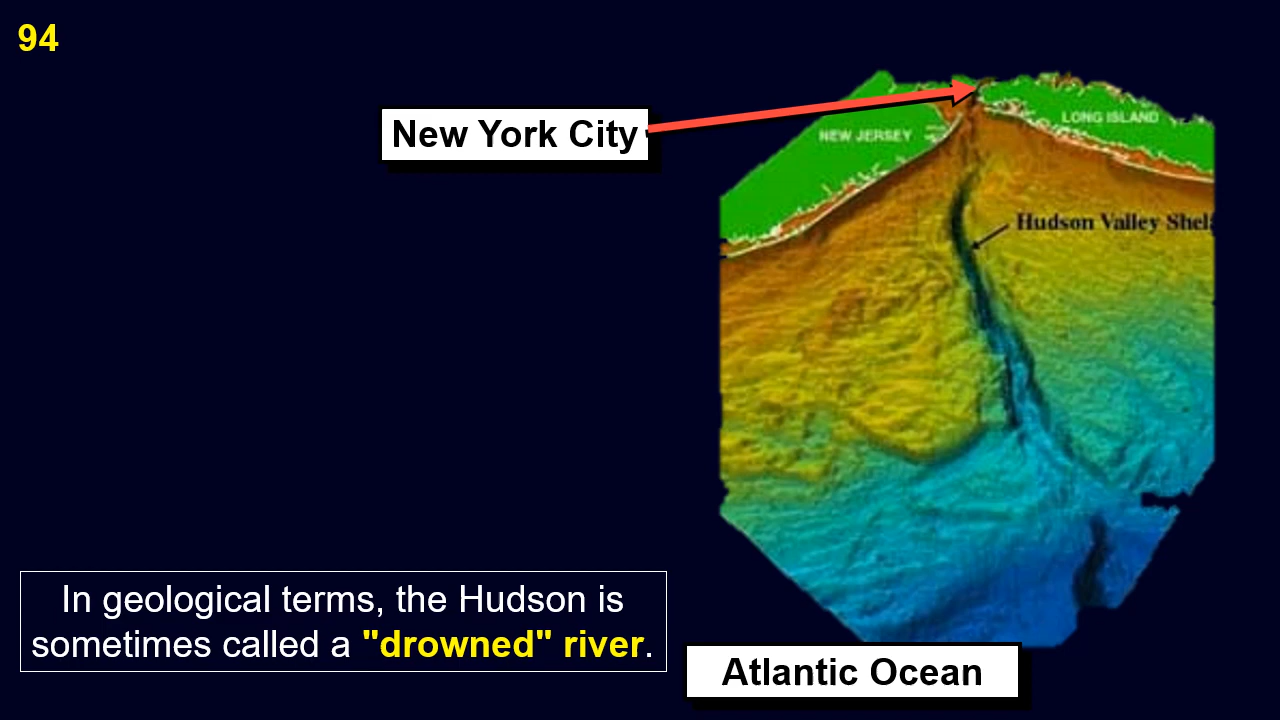 94
New York City
NEW JERSEY
LONG ISLAND
Hudson Valley Shel
In geological terms, the Hudson is
sometimes called a "drowned" river.
Atlantic Ocean